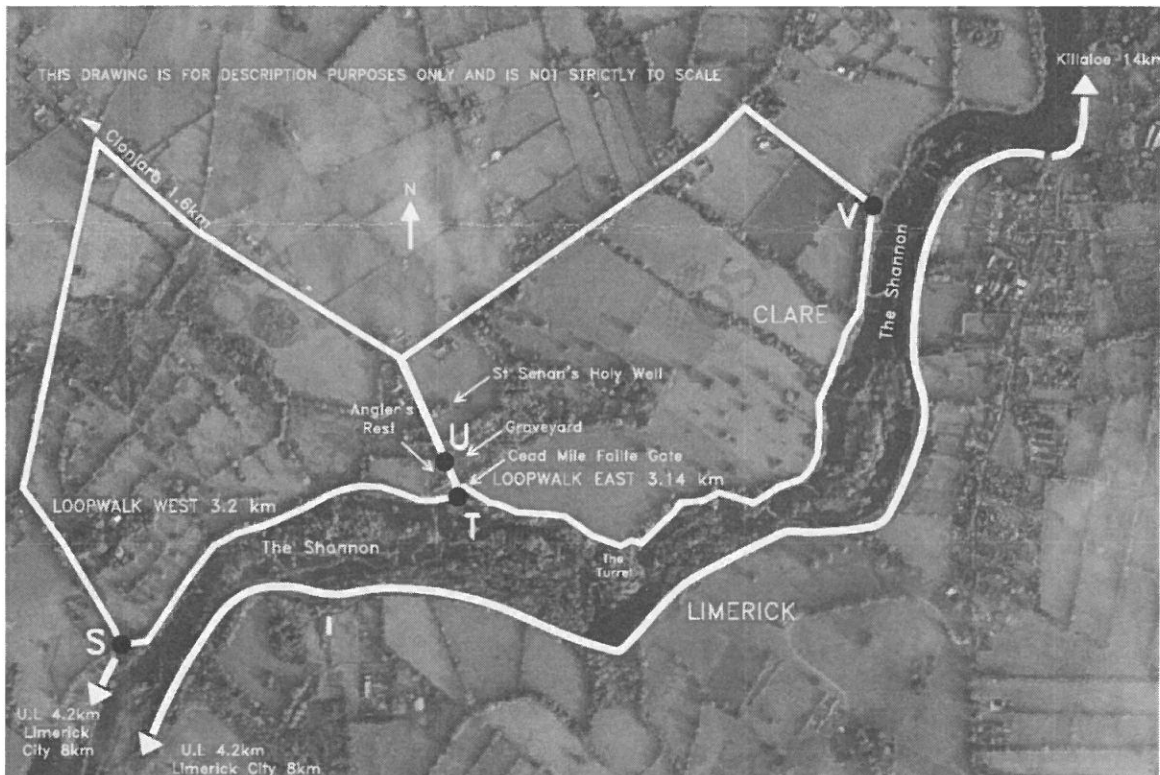 THIS DRAWING IS FOR DESCRIPTION PURPOSES ONLY AND IS NOT STRICTLY TO SCALE
Killaloe 14km
Clonlara 1.6km
N
V
The Shannon
CLARE
St Senan's Holy Well
Angler's
Rest
U
Graveyard
Cead Mile Failte Gate
LOOPWALK EAST 3.14 km
LOOPWALK WEST 3.2 km
T
The Shannon
The
Turret
LIMERICK
S
U.L 4.2km
Limerick
City 8km
U.L 4.2km
Limerick City 8km